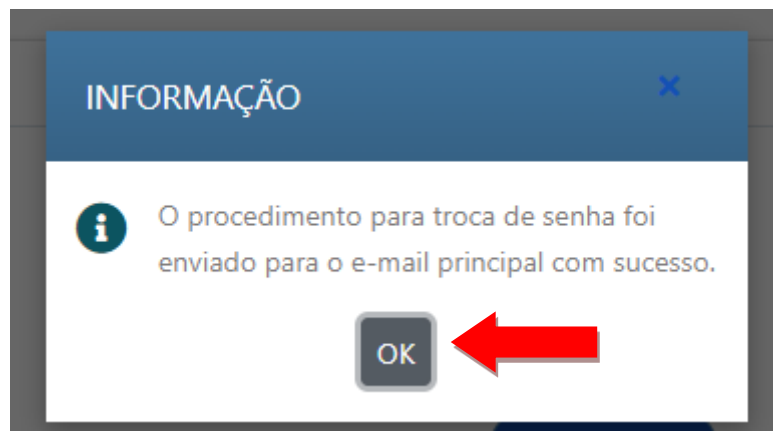 INFORMAÇÃO
O procedimento para troca de senha foi
enviado para o e-mail principal com sucesso.
OK